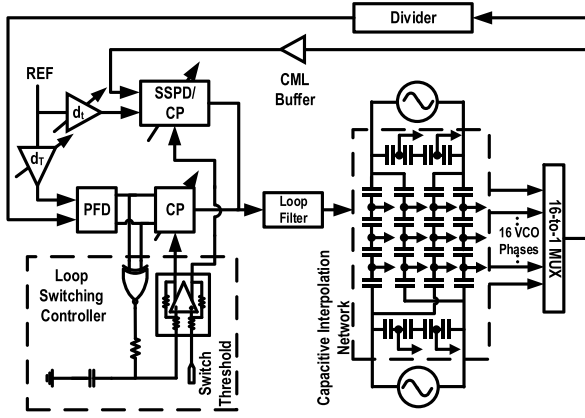 Divider
REF
CML
Buffer
SSPD/
CP
dt
dT
PFD
CP
Loop
Filter
16 VCO
Phases
16-to-1 MUX
Loop
Switching
Controller
Switch
Threshold
Capacitive Interpolation
Network